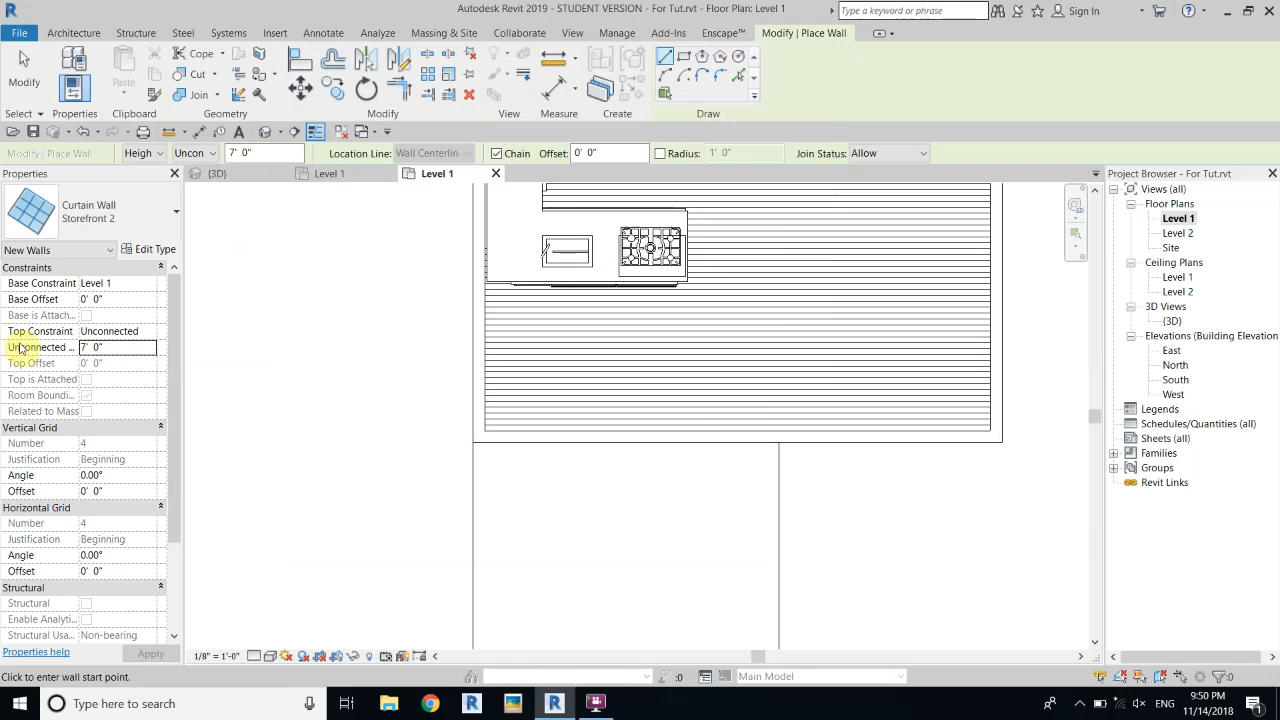 Autodesk Revit 2019 - STUDENT VERSION - For Tut.rvt - Floor Plan: Level 1
Type a keyword or phrase
Sign In
File Architecture Structure Steel Systems Insert Annotate Analyze Massing & Site Collaborate View Manage Add-Ins Enscape™ Modify | Place Wall
Modify
Paste
Cope
Cut
Join
Select Properties Clipboard Geometry Modify View Measure Create Draw
Modify | Place Wall Heigh Uncon 7' 0" Location Line: Wall Centerlin Chain Offset: 0' 0" Radius: 1' 0" Join Status: Allow
Properties
{3D} Level 1 Level 1
Project Browser - For Tut.rvt
Curtain Wall
Storefront 2
New Walls Edit Type
Constraints
Base Constraint Level 1
Base Offset 0' 0"
Base is Attach...
Top Constraint Unconnected
Unconnected ... 7' 0"
Top Offset 0' 0"
Top is Attached
Room Boundi...
Related to Mass
Vertical Grid
Number 4
Justification Beginning
Angle 0.00°
Offset 0' 0"
Horizontal Grid
Number 4
Justification Beginning
Angle 0.00°
Offset 0' 0"
Structural
Structural
Enable Analyti...
Structural Usa... Non-bearing
Properties help Apply
Views (all)
Floor Plans
Level 1
Level 2
Site
Ceiling Plans
Level 1
Level 2
3D Views
{3D}
Elevations (Building Elevation
East
North
South
West
Legends
Schedules/Quantities (all)
Sheets (all)
Families
Groups
Revit Links
1/8" = 1'-0"
Click to enter wall start point.
:0 Main Model :0
Type here to search
ENG
9:50 PM
11/14/2018